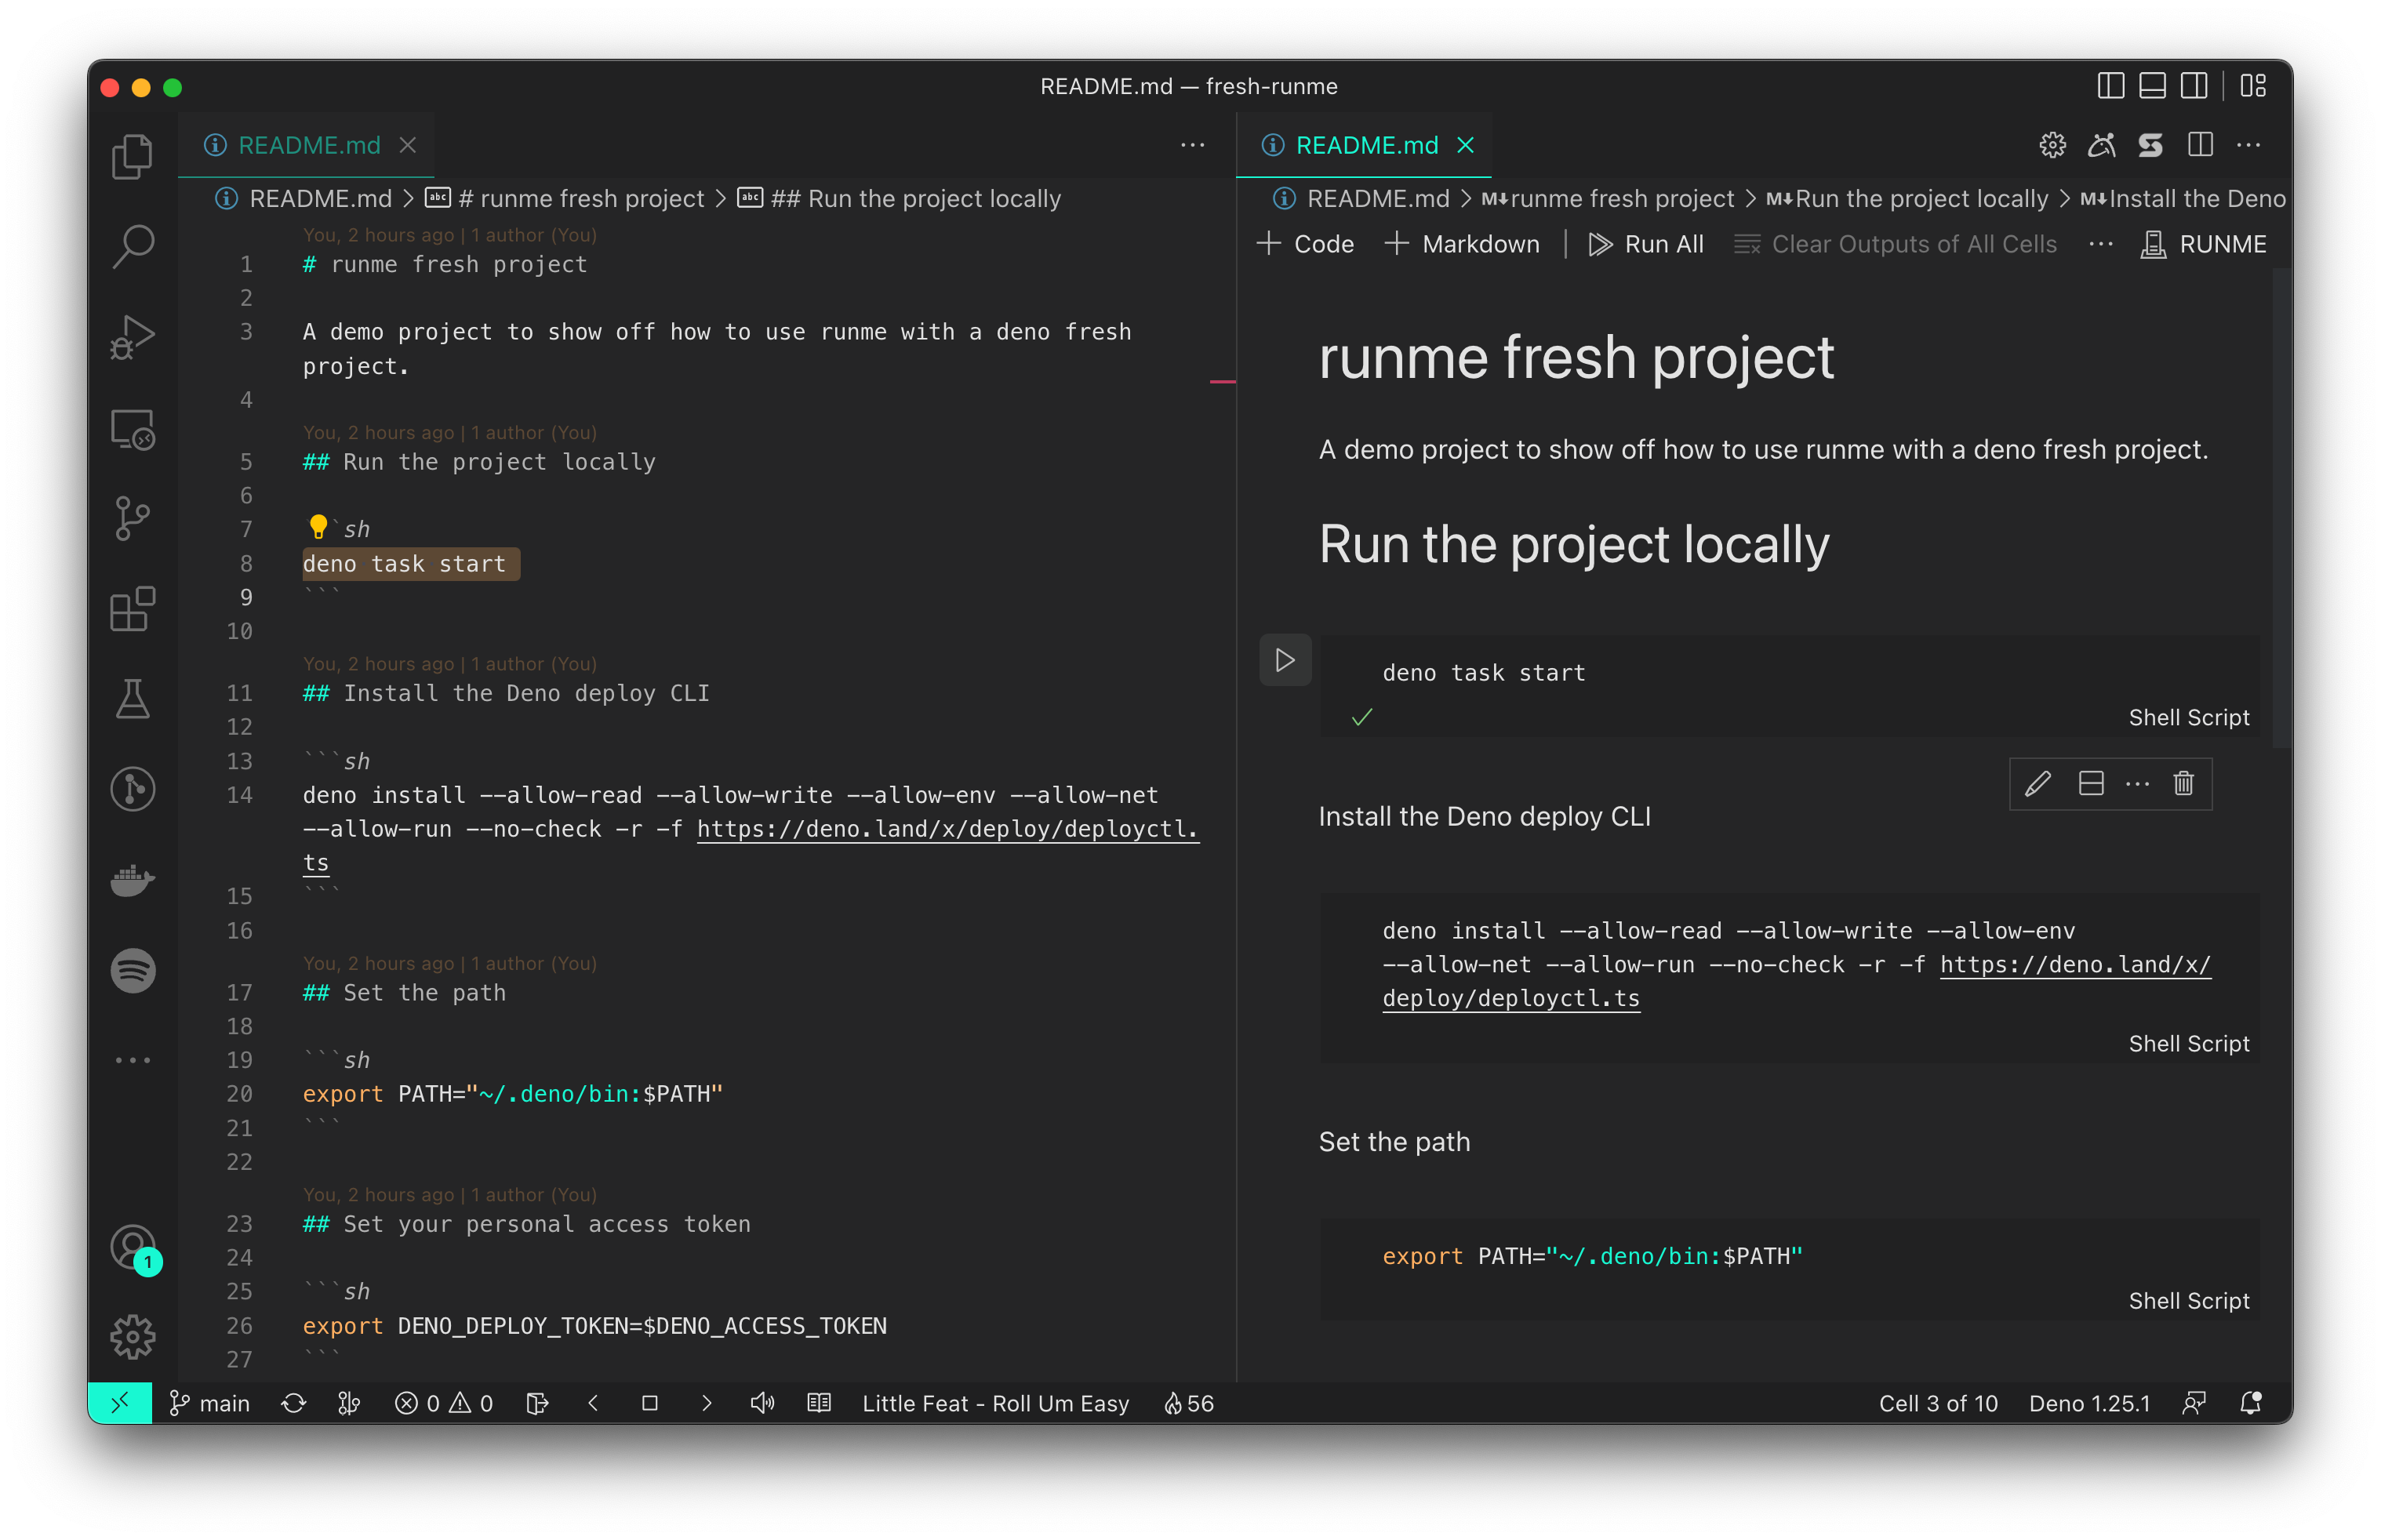 README.md — fresh-runme
README.md
README.md > # runme fresh project > ## Run the project locally
You, 2 hours ago | 1 author (You)
1 # runme fresh project
2
3 A demo project to show off how to use runme with a deno fresh
project.
4
You, 2 hours ago | 1 author (You)
5 ## Run the project locally
6
7 `sh
8 deno task start
9 ```
10
You, 2 hours ago | 1 author (You)
11 ## Install the Deno deploy CLI
12
13 ```sh
14 deno install --allow-read --allow-write --allow-env --allow-net
--allow-run --no-check -r -f https://deno.land/x/deploy/deployctl.
ts
15 ```
16
You, 2 hours ago | 1 author (You)
17 ## Set the path
18
19 ```sh
20 export PATH="~/.deno/bin:$PATH"
21 ```
22
You, 2 hours ago | 1 author (You)
23 ## Set your personal access token
24
25 ```sh
26 export DENO_DEPLOY_TOKEN=$DENO_ACCESS_TOKEN
27 ```
README.md
README.md > M↓runme fresh project > M↓Run the project locally > M↓Install the Deno
+ Code + Markdown | Run All Clear Outputs of All Cells ... RUNME
runme fresh project
A demo project to show off how to use runme with a deno fresh project.
Run the project locally
deno task start
Shell Script
Install the Deno deploy CLI
deno install --allow-read --allow-write --allow-env
--allow-net --allow-run --no-check -r -f https://deno.land/x/
deploy/deployctl.ts
Shell Script
Set the path
export PATH="~/.deno/bin:$PATH"
Shell Script
1
main 0 0 Little Feat - Roll Um Easy 56 Cell 3 of 10 Deno 1.25.1